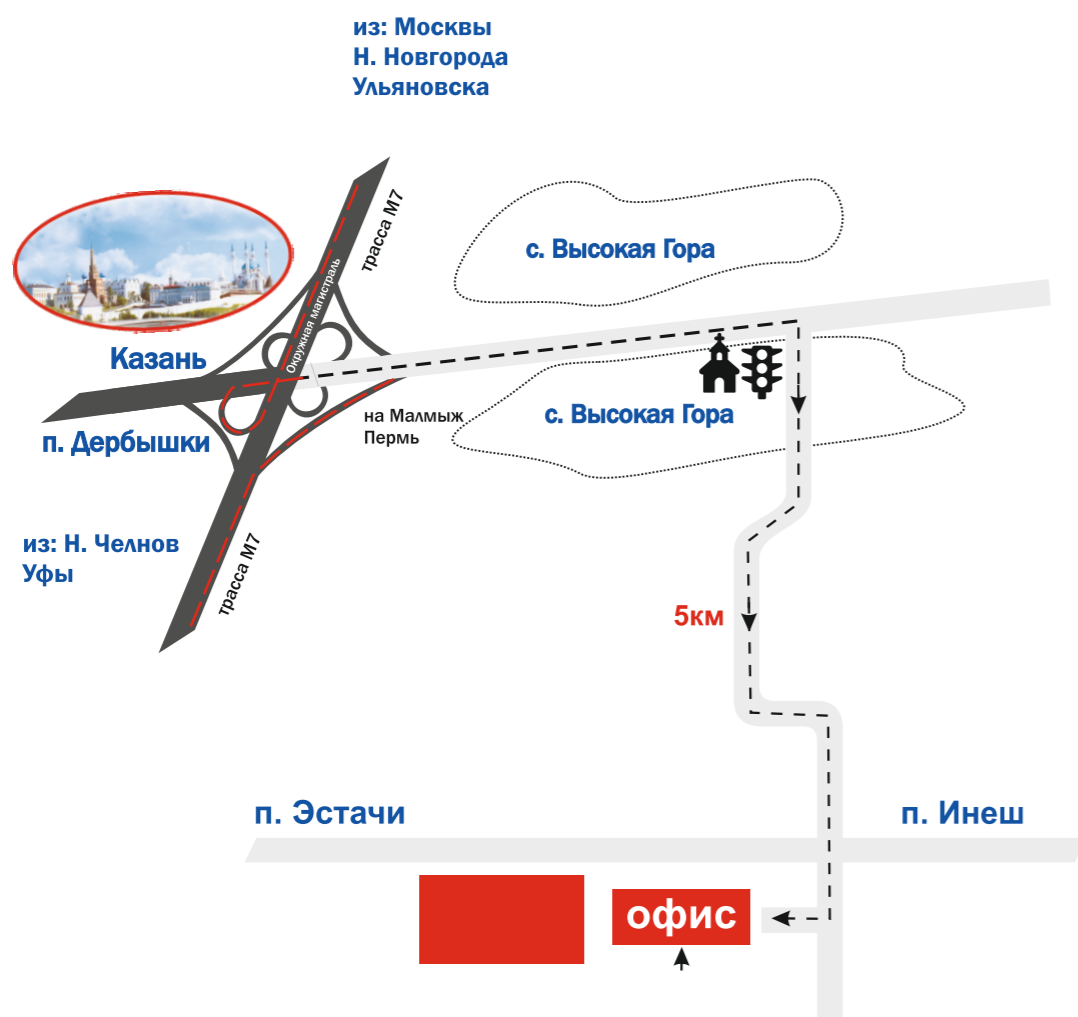 из: Москвы
Н. Новгорода
Ульяновска
трасса М7
с. Высокая Гора
Окружная магистраль
Казань
на Малмыж
Пермь
с. Высокая Гора
п. Дербышки
из: Н. Челнов
Уфы
трасса М7
5км
п. Эстачи
п. Инеш
офис